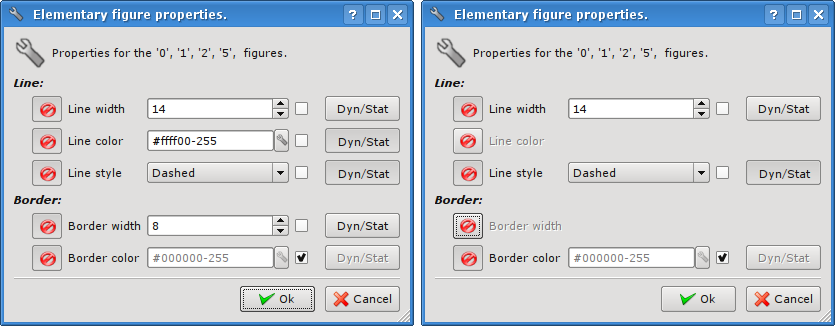 Elementary figure properties.
Properties for the '0', '1', '2', '5', figures.
Line:
Line width 14 Dyn/Stat
Line color #ffff00-255 Dyn/Stat
Line style Dashed Dyn/Stat
Border:
Border width 8 Dyn/Stat
Border color #000000-255 Dyn/Stat
Ok Cancel
Elementary figure properties.
Properties for the '0', '1', '2', '5', figures.
Line:
Line width 14 Dyn/Stat
Line color
Line style Dashed Dyn/Stat
Border:
Border width
Border color #000000-255 Dyn/Stat
Ok Cancel